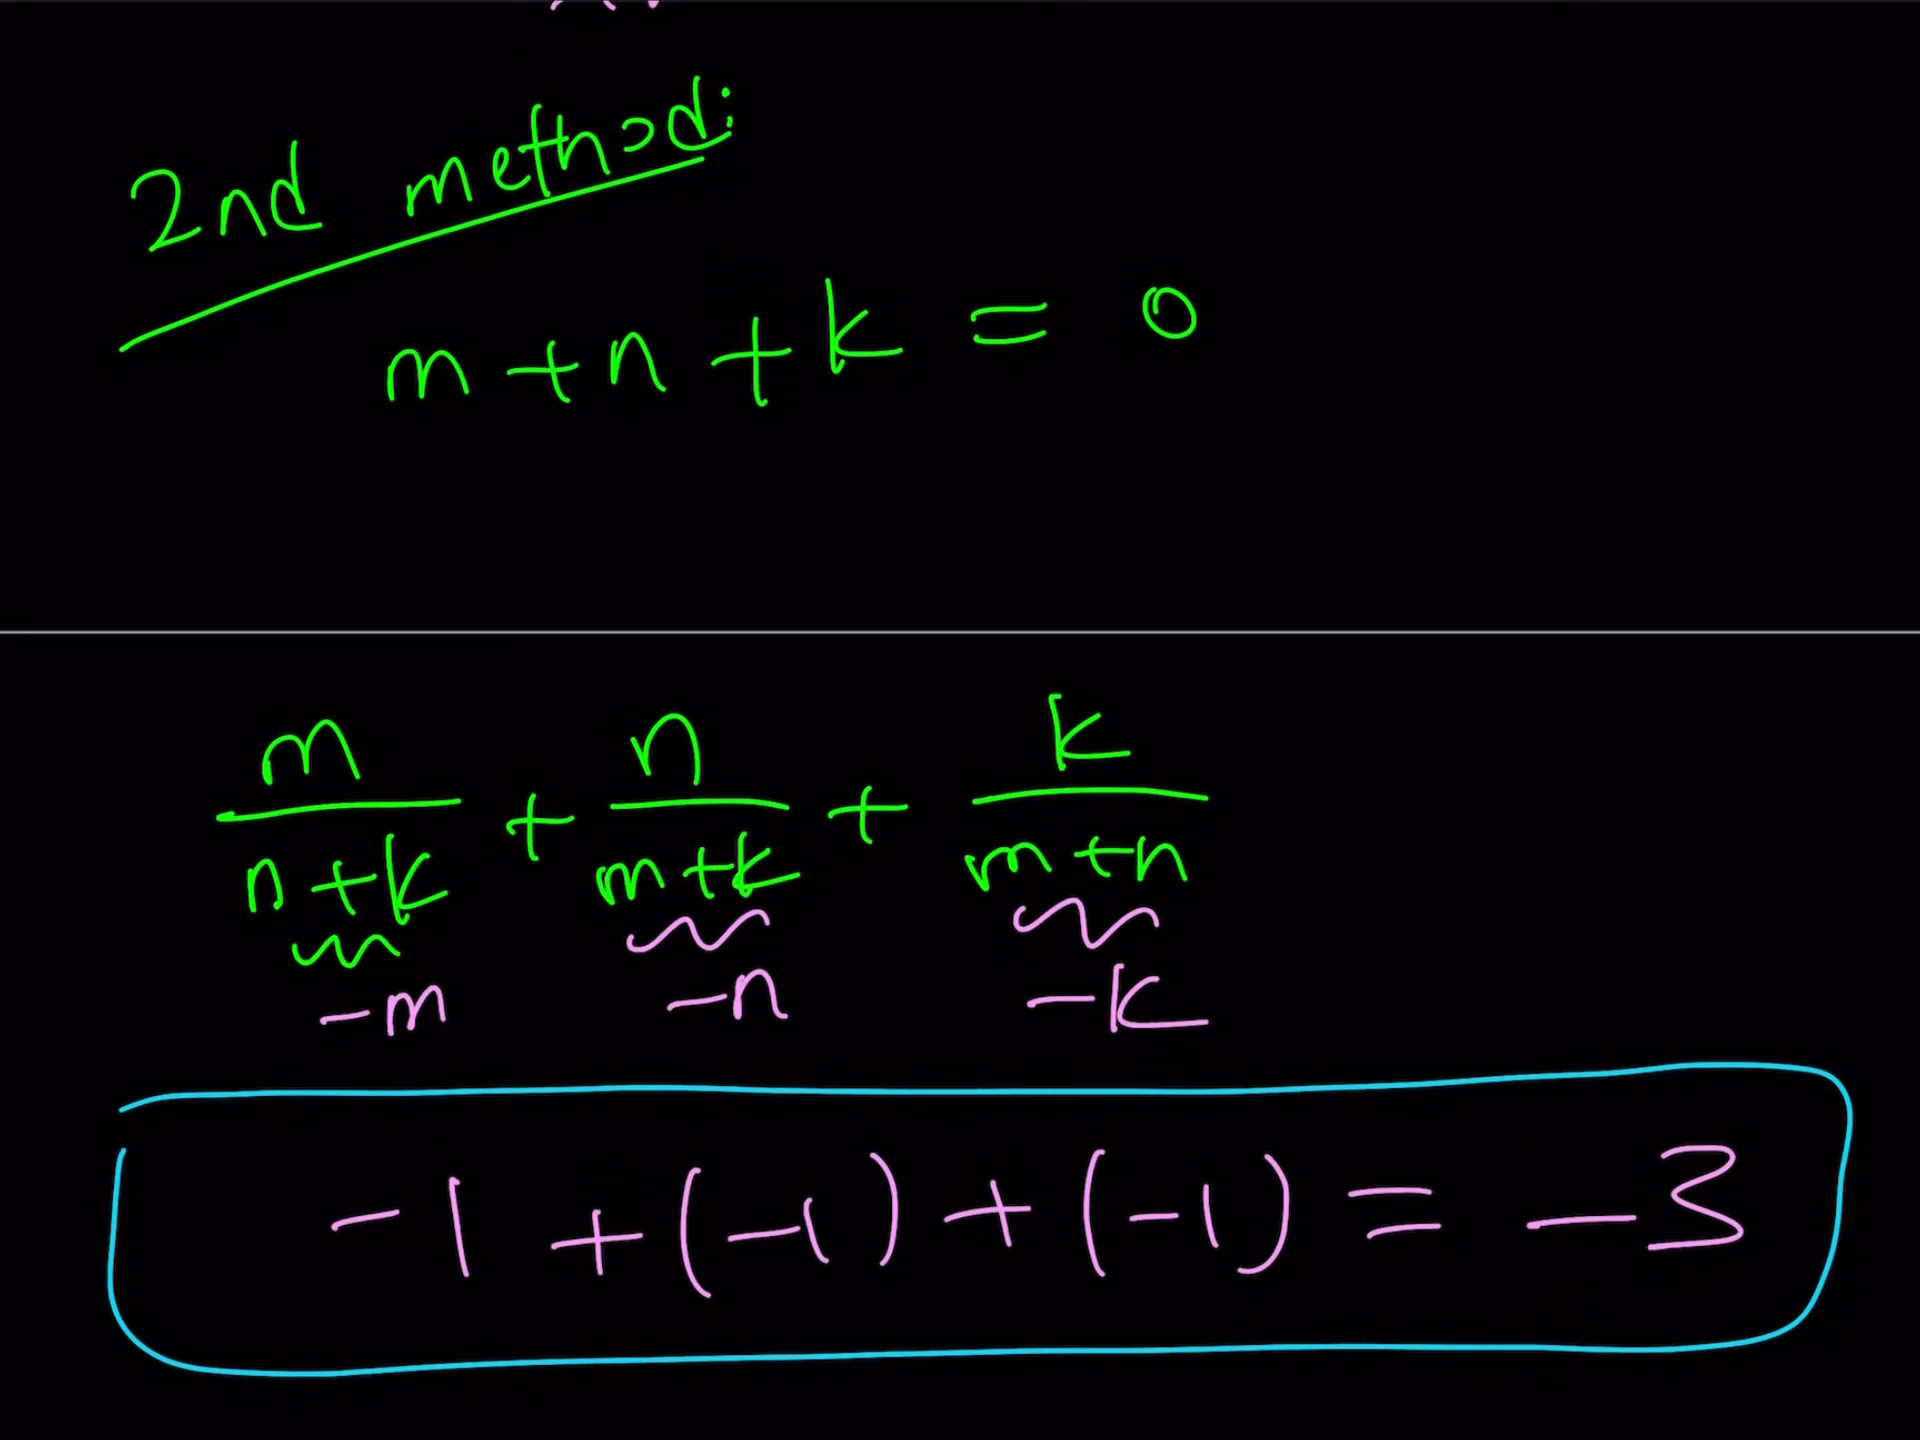 2nd method:
m + n + k = 0
m/(n+k) + n/(m+k) + k/(m+n)
-m -n -k
-1 + (-1) + (-1) = -3